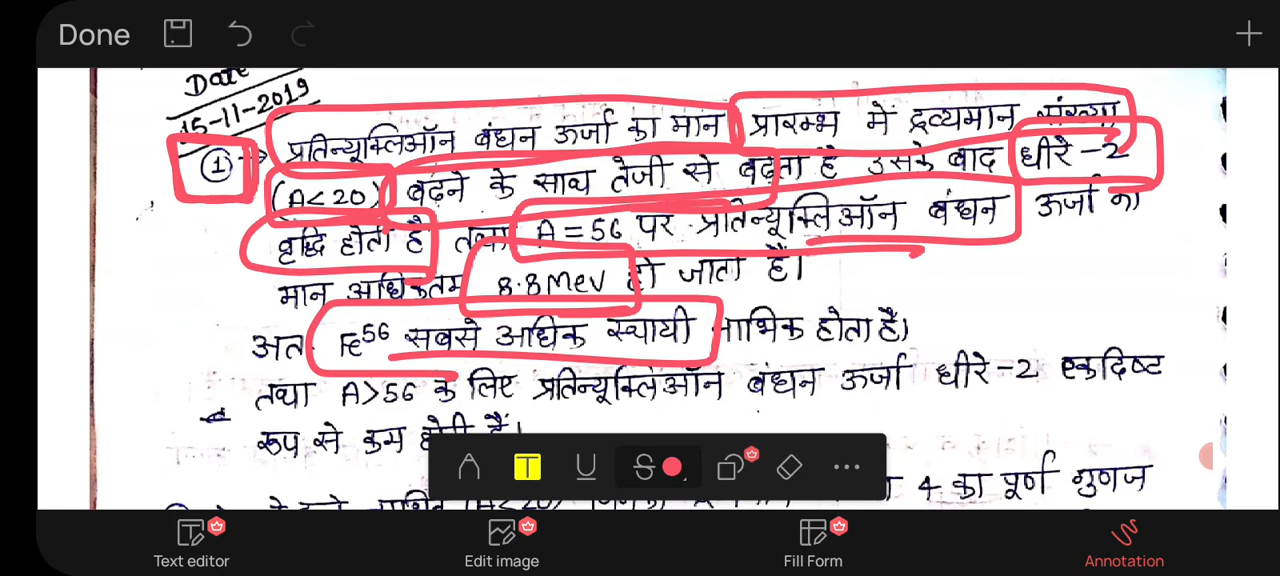 Done
Date
15-11-2019
① → प्रतिन्यूक्लिऑन बंधन ऊर्जा का मान प्रारम्भ में द्रव्यमान संख्या
(A<20) बढ़ने के साथ तेजी से बढ़ता है उसके बाद धीरे-2
वृद्धि होती है तथा A=56 पर प्रतिन्यूक्लिऑन बंधन ऊर्जा का
मान अधिकतम 8.8MeV हो जाता है।
अतः Fe⁵⁶ सबसे अधिक स्थायी नाभिक होता है।
तथा A>56 के लिए प्रतिन्यूक्लिऑन बंधन ऊर्जा धीरे-2 एकदिष्ट
रूप से कम होती है।
4 का पूर्ण गुणज
Text editor
Edit image
Fill Form
Annotation